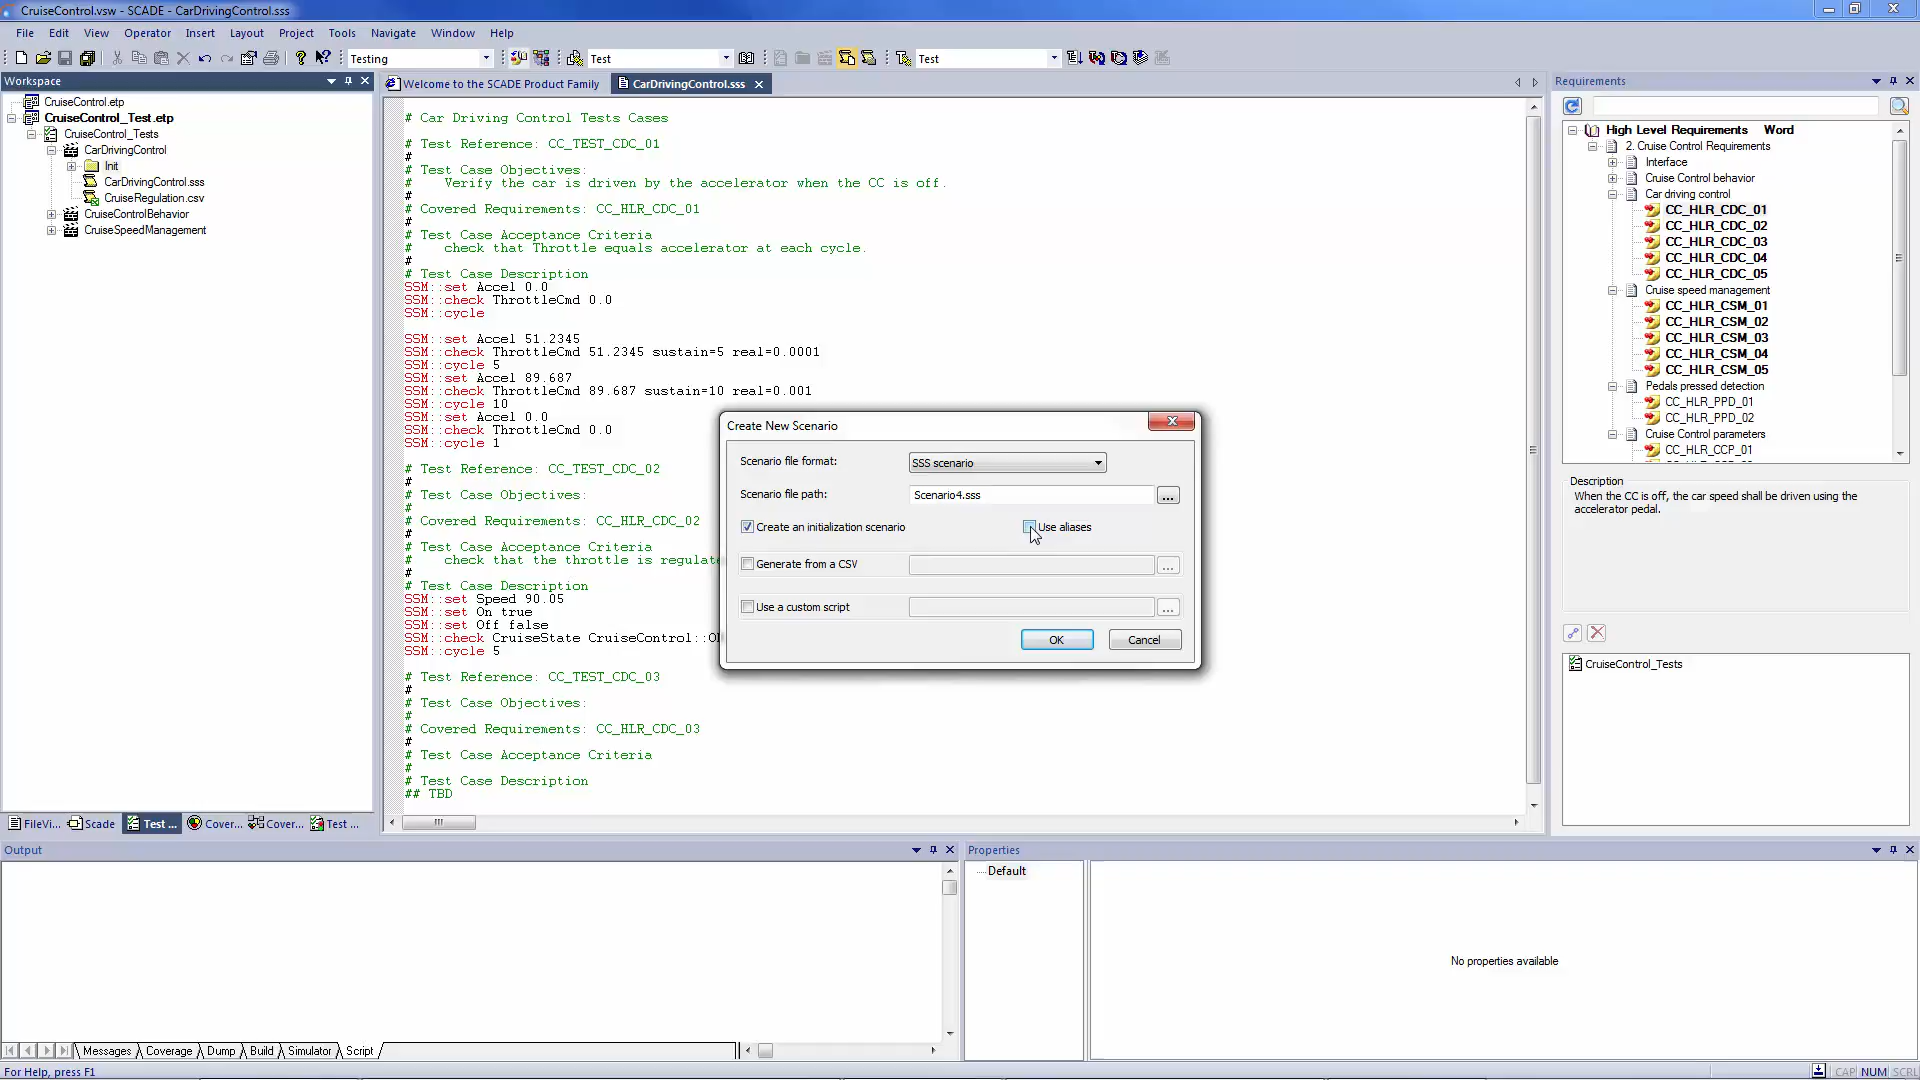 CruiseControl.vsw - SCADE - CarDrivingControl.sss
File Edit View Operator Insert Layout Project Tools Navigate Window Help
Testing Test Test
Workspace
CruiseControl.etp
CruiseControl_Test.etp
CruiseControl_Tests
CarDrivingControl
Init
CarDrivingControl.sss
CruiseRegulation.csv
CruiseControlBehavior
CruiseSpeedManagement
FileVi... Scade Test ... Cover... Cover... Test ...
Welcome to the SCADE Product Family CarDrivingControl.sss
# Car Driving Control Tests Cases
# Test Reference: CC_TEST_CDC_01
#
# Test Case Objectives:
# Verify the car is driven by the accelerator when the CC is off.
#
# Covered Requirements: CC_HLR_CDC_01
#
# Test Case Acceptance Criteria
# check that Throttle equals accelerator at each cycle.
#
# Test Case Description
SSM::set Accel 0.0
SSM::check ThrottleCmd 0.0
SSM::cycle
SSM::set Accel 51.2345
SSM::check ThrottleCmd 51.2345 sustain=5 real=0.0001
SSM::cycle 5
SSM::set Accel 89.687
SSM::check ThrottleCmd 89.687 sustain=10 real=0.001
SSM::cycle 10
SSM::set Accel 0.0
SSM::check ThrottleCmd 0.0
SSM::cycle 1
# Test Reference: CC_TEST_CDC_02
#
# Test Case Objectives:
#
# Covered Requirements: CC_HLR_CDC_02
#
# Test Case Acceptance Criteria
# check that the throttle is regulate
#
# Test Case Description
SSM::set Speed 90.05
SSM::set On true
SSM::set Off false
SSM::check CruiseState CruiseControl::O
SSM::cycle 5
# Test Reference: CC_TEST_CDC_03
#
# Test Case Objectives:
#
# Covered Requirements: CC_HLR_CDC_03
#
# Test Case Acceptance Criteria
#
# Test Case Description
## TBD
Create New Scenario
Scenario file format: SSS scenario
Scenario file path: Scenario4.sss ...
Create an initialization scenario Use aliases
Generate from a CSV ...
Use a custom script ...
OK Cancel
Requirements
High Level Requirements Word
2. Cruise Control Requirements
Interface
Cruise Control behavior
Car driving control
CC_HLR_CDC_01
CC_HLR_CDC_02
CC_HLR_CDC_03
CC_HLR_CDC_04
CC_HLR_CDC_05
Cruise speed management
CC_HLR_CSM_01
CC_HLR_CSM_02
CC_HLR_CSM_03
CC_HLR_CSM_04
CC_HLR_CSM_05
Pedals pressed detection
CC_HLR_PPD_01
CC_HLR_PPD_02
Cruise Control parameters
CC_HLR_CCP_01
Description
When the CC is off, the car speed shall be driven using the
accelerator pedal.
CruiseControl_Tests
Output
Messages Coverage Dump Build Simulator Script
Properties
Default
No properties available
For Help, press F1
CAP NUM SCRL